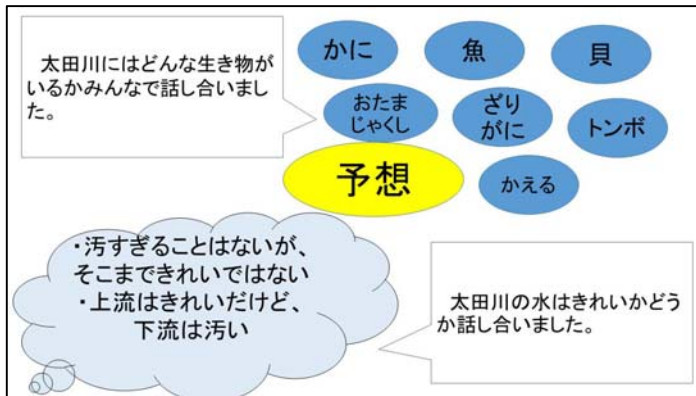 太田川にはどんな生き物が
いるかみんなで話し合いまし
た。
かに
魚
貝
おたま
じゃくし
ざり
がに
トンボ
予想
かえる
・汚すぎることはないが、
そこまできれいではない
・上流はきれいだけど、
下流は汚い
太田川の水はきれいかどう
か話し合いました。